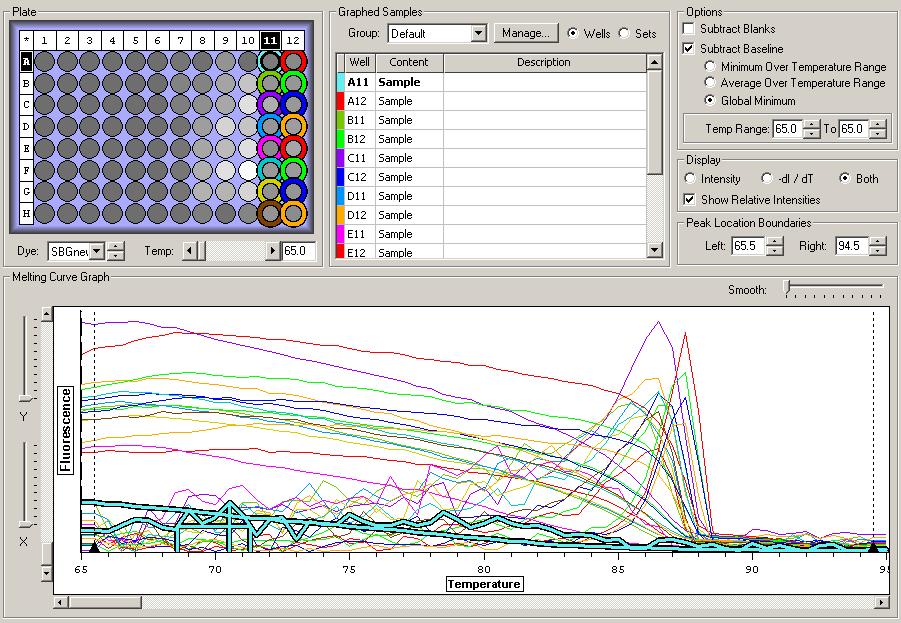 Plate
* 1 2 3 4 5 6 7 8 9 10 11 12
A
B
C
D
E
F
G
H
Dye: SBGnew Temp: 65.0
Graphed Samples
Group: Default Manage... Wells Sets
Well Content Description
A11 Sample
A12 Sample
B11 Sample
B12 Sample
C11 Sample
C12 Sample
D11 Sample
D12 Sample
E11 Sample
E12 Sample
Options
Subtract Blanks
Subtract Baseline
Minimum Over Temperature Range
Average Over Temperature Range
Global Minimum
Temp Range: 65.0 To 65.0
Display
Intensity -dI / dT Both
Show Relative Intensities
Peak Location Boundaries
Left: 65.5 Right: 94.5
Melting Curve Graph
Smooth:
Y
X
Fluorescence
65 70 75 80 85 90 95
Temperature